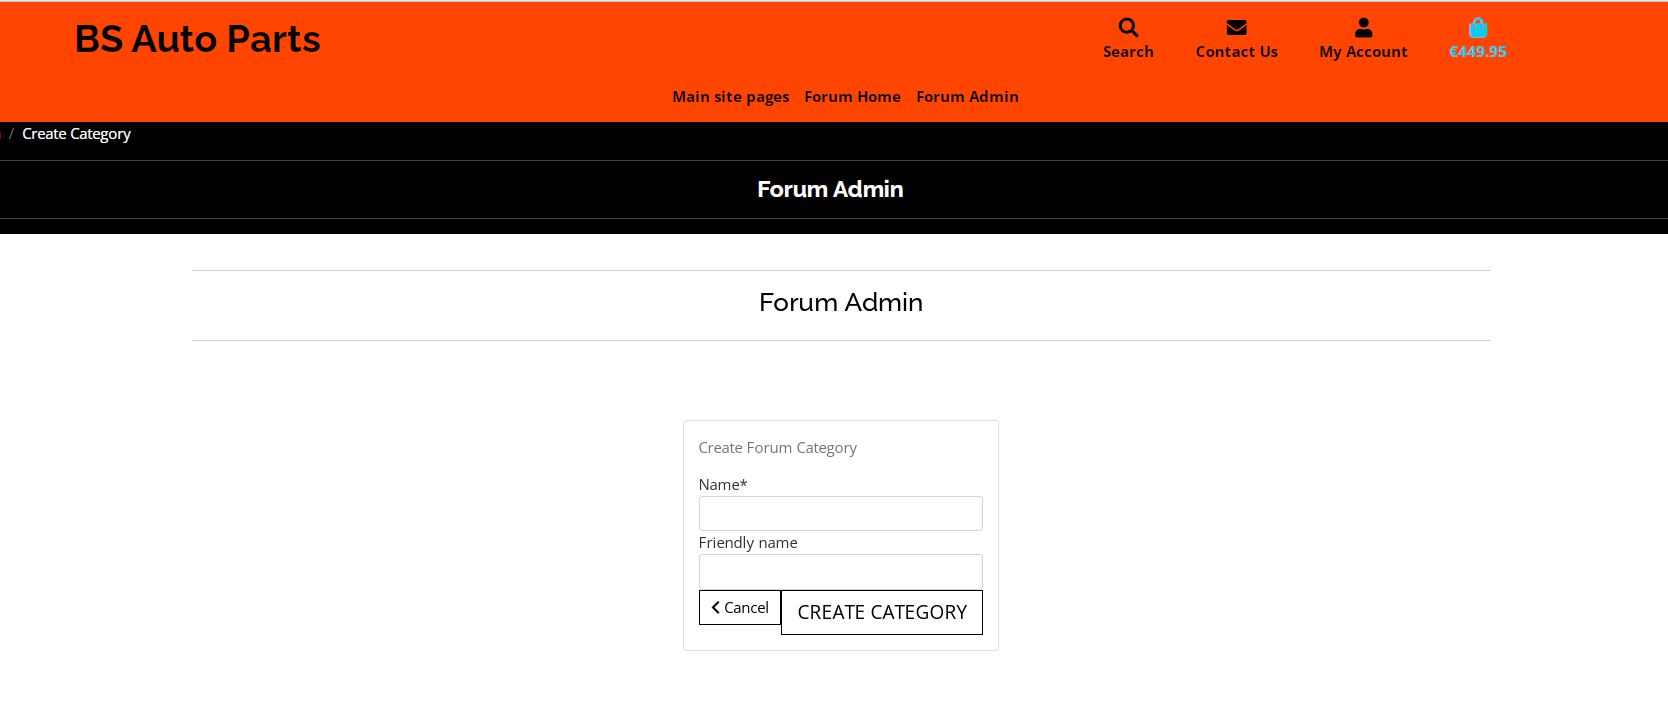 BS Auto Parts
Search Contact Us My Account €449.95
Main site pages Forum Home Forum Admin
/ Create Category
Forum Admin
Forum Admin
Create Forum Category
Name*
Friendly name
Cancel CREATE CATEGORY